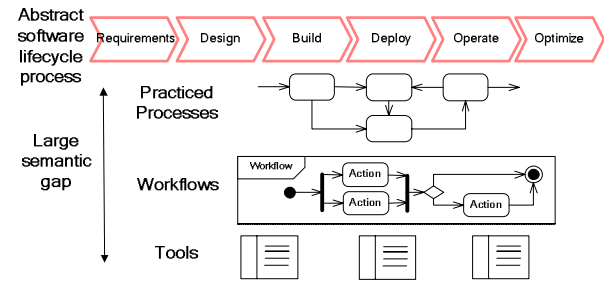 Abstract
software
lifecycle
process
Requirements
Design
Build
Deploy
Operate
Optimize
Practiced
Processes
Large
semantic
gap
Workflows
Workflow
Action
Action
Action
Tools